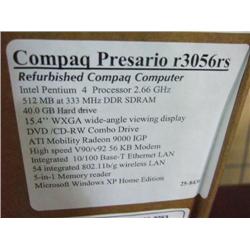 Compaq Presario r3056rs
Refurbished Compaq Computer
Intel Pentium 4 Processor 2.66 GHz
512 MB at 333 MHz DDR SDRAM
40.0 GB Hard drive
15.4" WXGA wide-angle viewing display
DVD /CD-RW Combo Drive
ATI Mobility Radeon 9000 IGP
High speed V90/v92 56 KB Modem
Integrated 10/100 Base-T Ethernet LAN
54 integrated 802.11b/g wireless LAN
5-in-1 Memory reader
Microsoft Windowx XP Home Edition